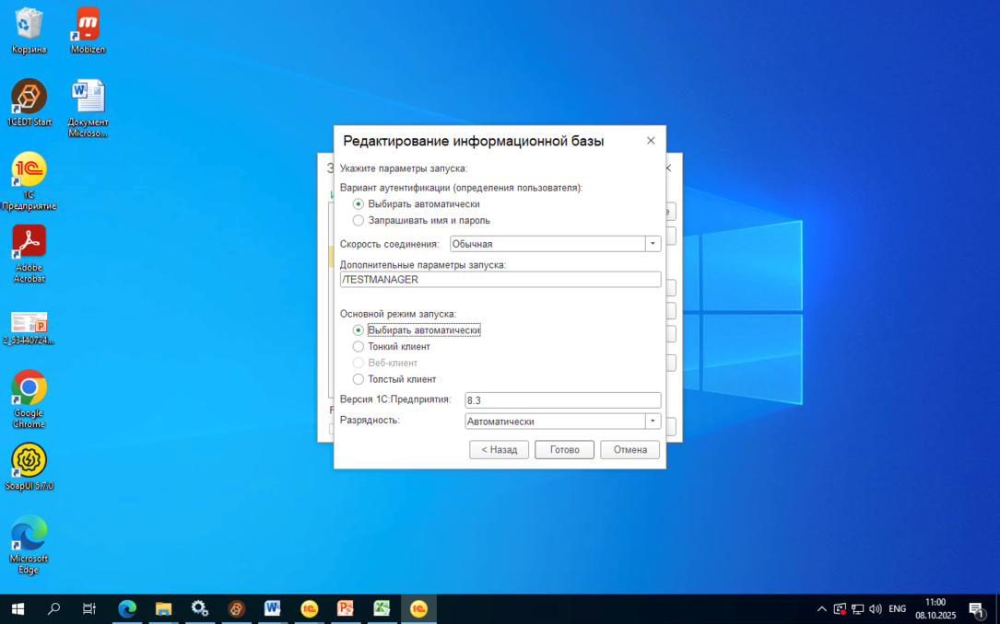 Корзина
Mobizen
1CEDT Start
Документ
Microso...
1С
Предприятие
Adobe
Acrobat
2_53440724...
Google
Chrome
SoapUI 5.7.0
Microsoft
Edge
Редактирование информационной базы
Укажите параметры запуска:
Вариант аутентификации (определения пользователя):
Выбирать автоматически
Запрашивать имя и пароль
Скорость соединения:
Обычная
Дополнительные параметры запуска:
/TESTMANAGER
Основной режим запуска:
Выбирать автоматически
Тонкий клиент
Веб-клиент
Толстый клиент
Версия 1С:Предприятия:
8.3
Разрядность:
Автоматически
< Назад
Готово
Отмена
ENG
11:00
08.10.2025
1